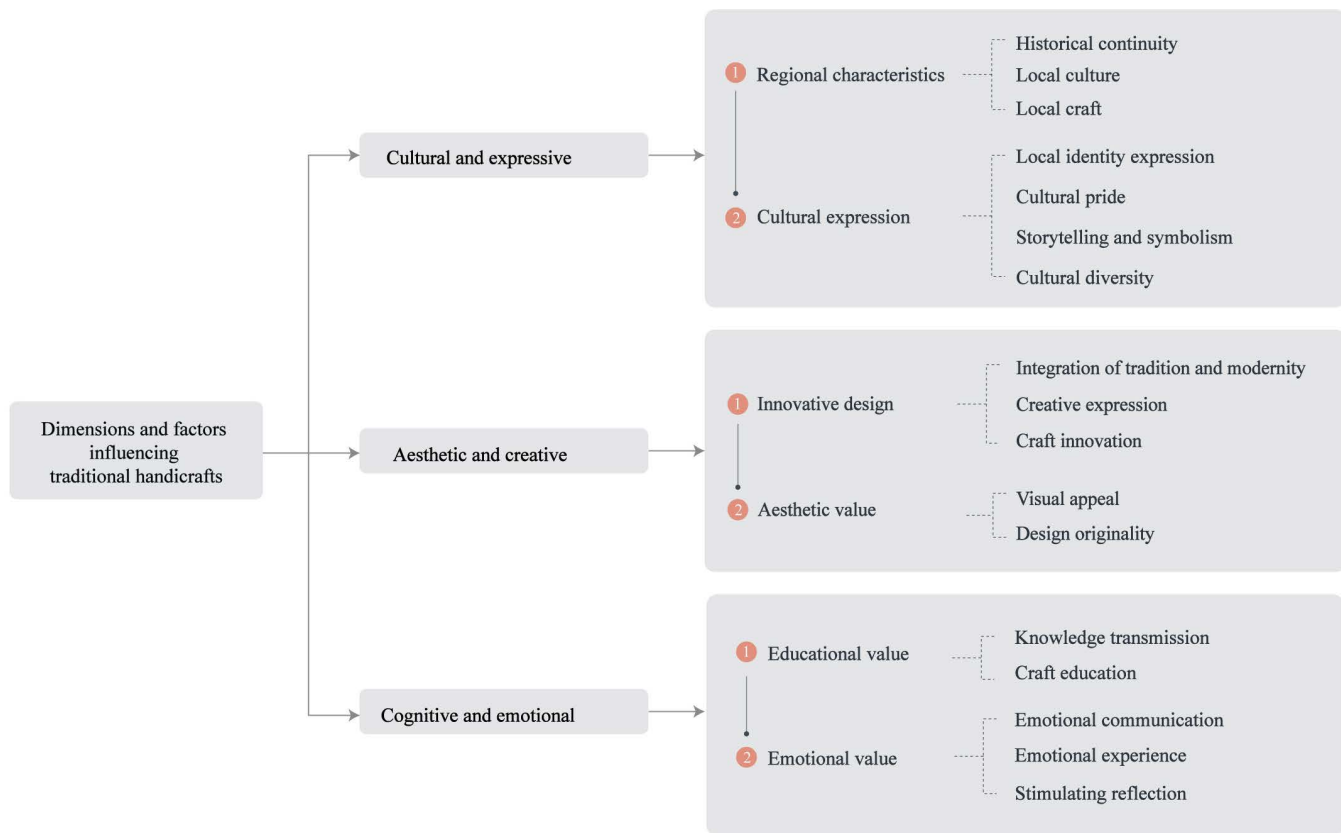 Dimensions and factors
influencing
traditional handicrafts
Cultural and expressive
1 Regional characteristics
Historical continuity
Local culture
Local craft
2 Cultural expression
Local identity expression
Cultural pride
Storytelling and symbolism
Cultural diversity
Aesthetic and creative
1 Innovative design
Integration of tradition and modernity
Creative expression
Craft innovation
2 Aesthetic value
Visual appeal
Design originality
Cognitive and emotional
1 Educational value
Knowledge transmission
Craft education
2 Emotional value
Emotional communication
Emotional experience
Stimulating reflection